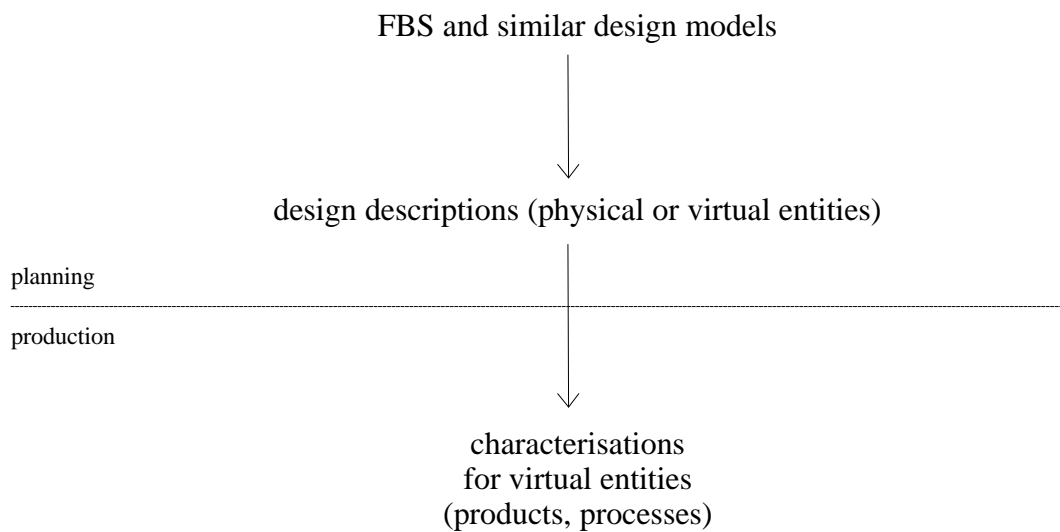 FBS and similar design models
design descriptions (physical or virtual entities)
planning
production
characterisations
for virtual entities
(products, processes)